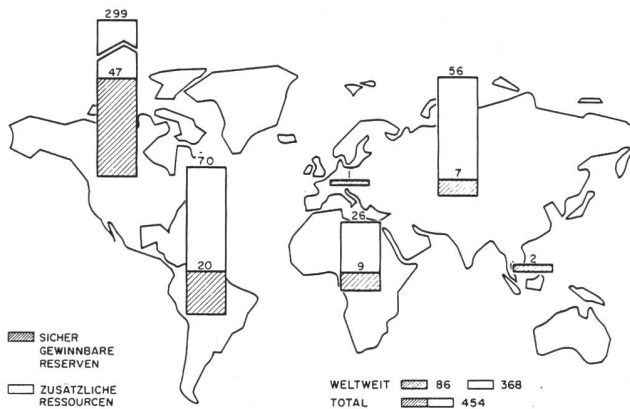 299
47
56
7
70
20
1
26
9
2
SICHER
GEWINNBARE
RESERVEN
ZUSÄTZLICHE
RESSOURCEN
WELTWEIT 86 368
TOTAL 454